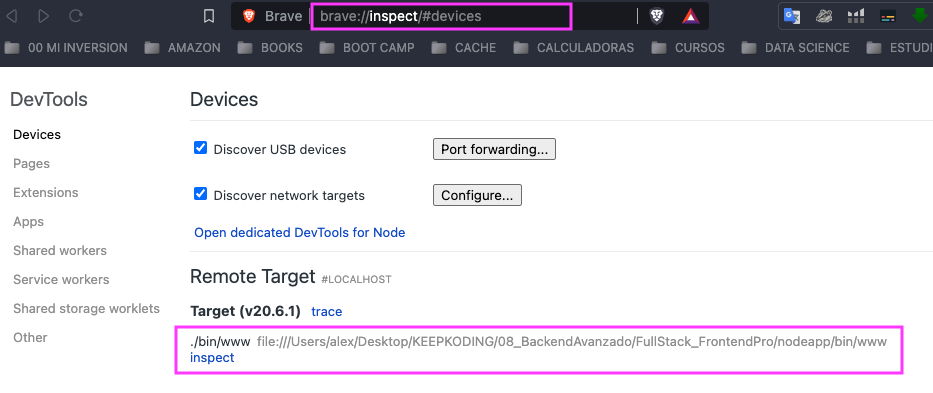 Brave brave://inspect/#devices
00 MI INVERSION AMAZON BOOKS BOOT CAMP CACHE CALCULADORAS CURSOS DATA SCIENCE ESTUDI
DevTools
Devices
Pages
Extensions
Apps
Shared workers
Service workers
Shared storage worklets
Other
Devices
Discover USB devices Port forwarding...
Discover network targets Configure...
Open dedicated DevTools for Node
Remote Target #LOCALHOST
Target (v20.6.1) trace
./bin/www file:///Users/alex/Desktop/KEEPKODING/08_BackendAvanzado/FullStack_FrontendPro/nodeapp/bin/www
inspect